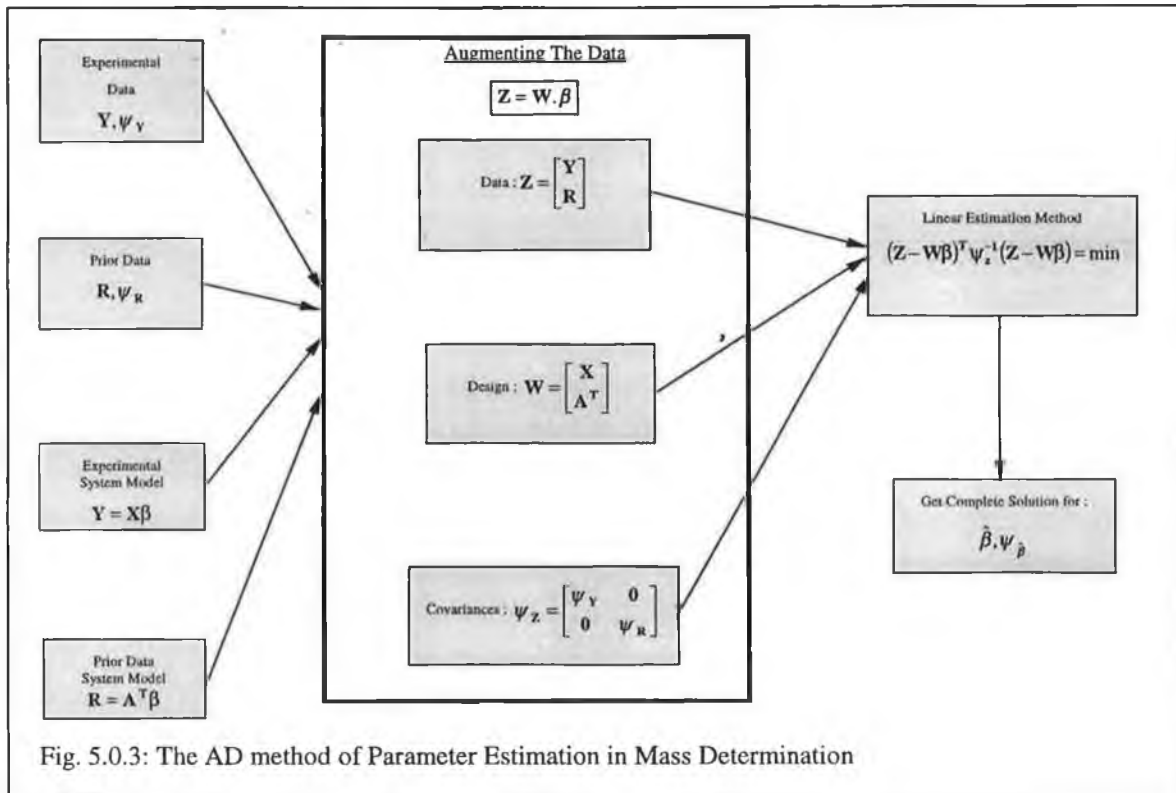 Experimental
Data
Y, ψ_Y
Prior Data
R, ψ_R
Experimental
System Model
Y = Xβ
Prior Data
System Model
R = A^T β
Augmenting The Data
Z = W.β
Data : Z = [Y; R]
Design : W = [X; A^T]
Covariances : ψ_Z = [ψ_Y 0; 0 ψ_R]
Linear Estimation Method
(Z − Wβ)^T ψ_z^{-1} (Z − Wβ) = min
Get Complete Solution for :
β̂, ψ_β̂
Fig. 5.0.3: The AD method of Parameter Estimation in Mass Determination